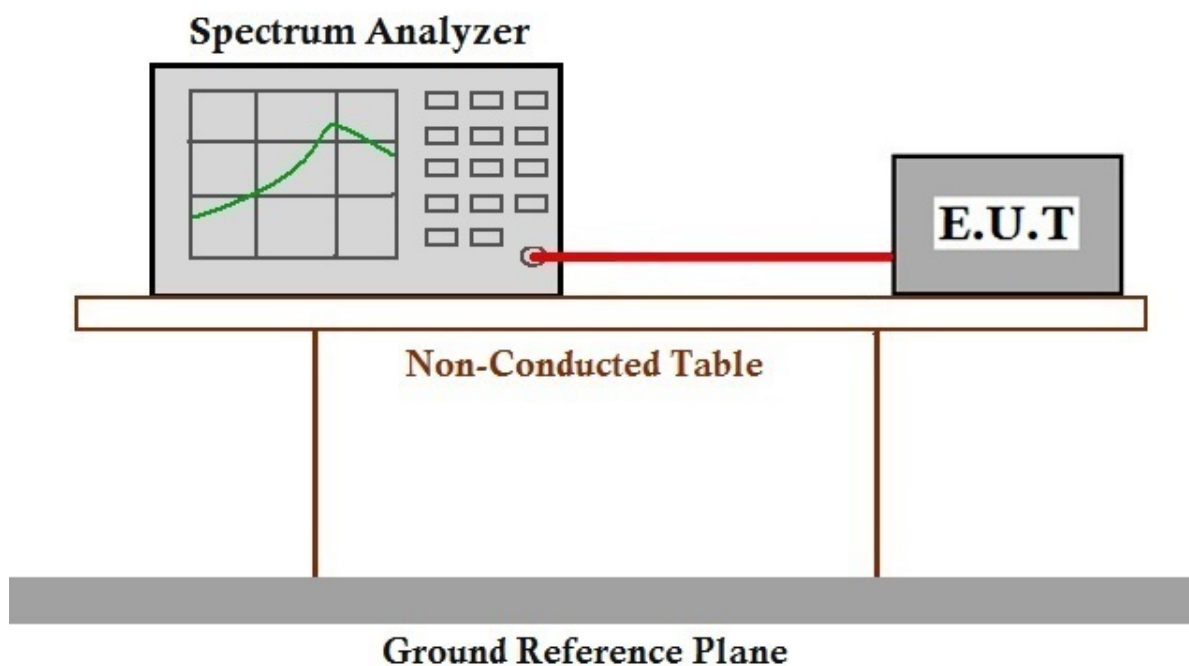 Spectrum Analyzer
E.U.T
Non-Conducted Table
Ground Reference Plane